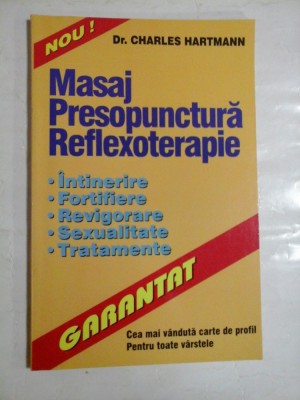 NOU !
Dr. CHARLES HARTMANN
Masaj
Presopunctură
Reflexoterapie
• Întinerire
• Fortifiere
• Revigorare
• Sexualitate
• Tratamente
GARANTAT
Cea mai vândută carte de profil
Pentru toate vârstele